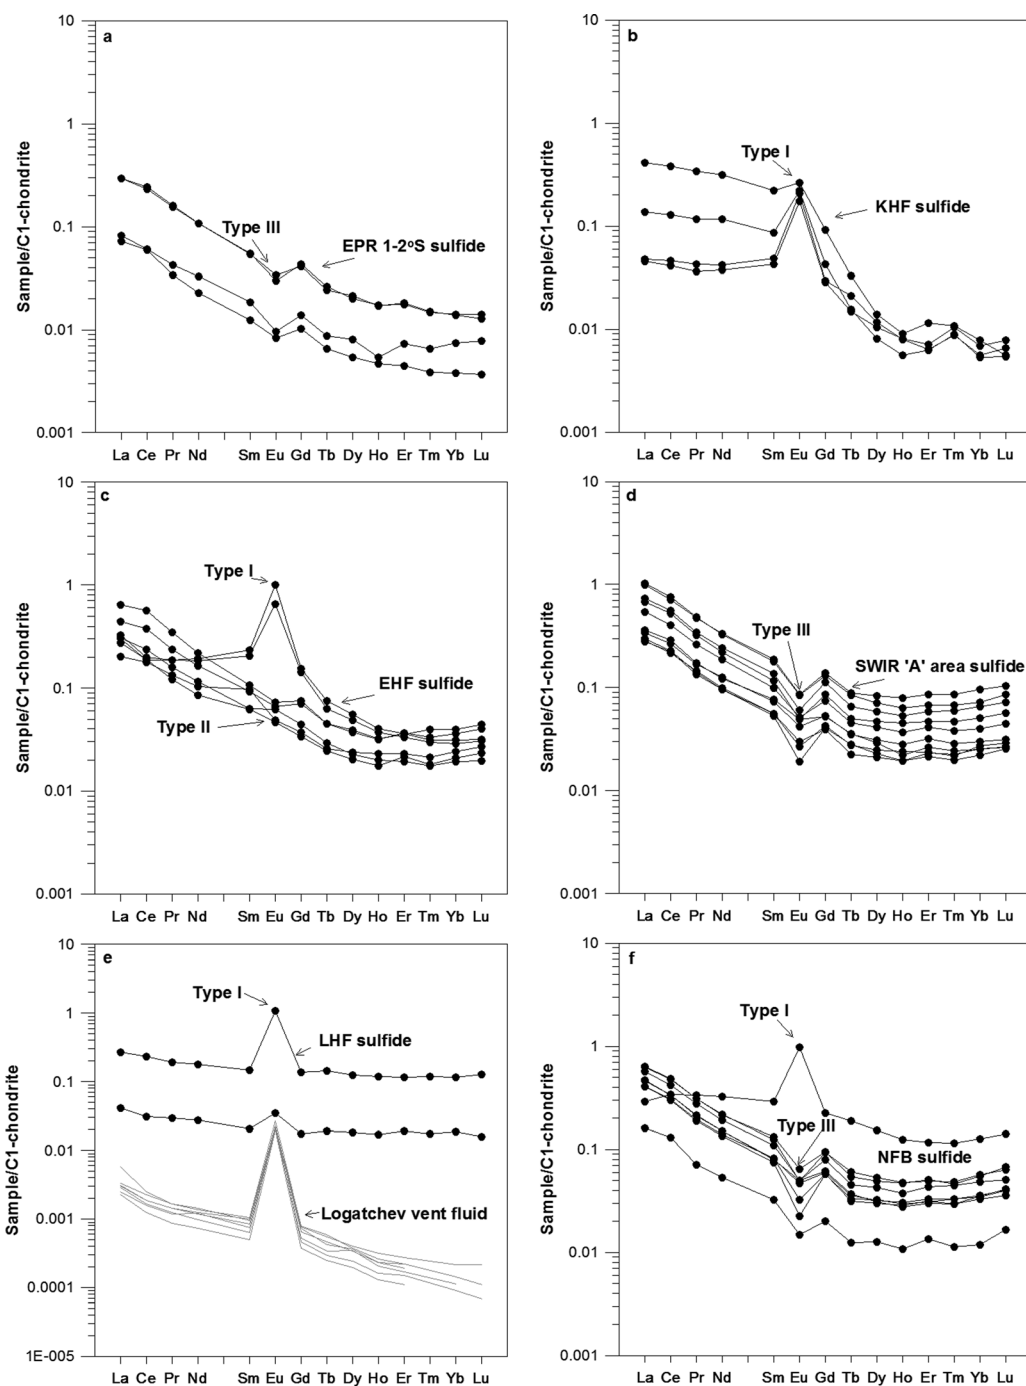 a
10
1
0.1
0.01
0.001
Sample/C1-chondrite
Type III
EPR 1-2°S sulfide
La Ce Pr Nd Sm Eu Gd Tb Dy Ho Er Tm Yb Lu
b
10
1
0.1
0.01
0.001
Sample/C1-chondrite
Type I
KHF sulfide
La Ce Pr Nd Sm Eu Gd Tb Dy Ho Er Tm Yb Lu
c
10
1
0.1
0.01
0.001
Sample/C1-chondrite
Type I
EHF sulfide
Type II
La Ce Pr Nd Sm Eu Gd Tb Dy Ho Er Tm Yb Lu
d
10
1
0.1
0.01
0.001
Sample/C1-chondrite
Type III
SWIR 'A' area sulfide
La Ce Pr Nd Sm Eu Gd Tb Dy Ho Er Tm Yb Lu
e
10
1
0.1
0.01
0.001
0.0001
1E-005
Sample/C1-chondrite
Type I
LHF sulfide
Logatchev vent fluid
La Ce Pr Nd Sm Eu Gd Tb Dy Ho Er Tm Yb Lu
f
10
1
0.1
0.01
0.001
Sample/C1-chondrite
Type I
Type III
NFB sulfide
La Ce Pr Nd Sm Eu Gd Tb Dy Ho Er Tm Yb Lu